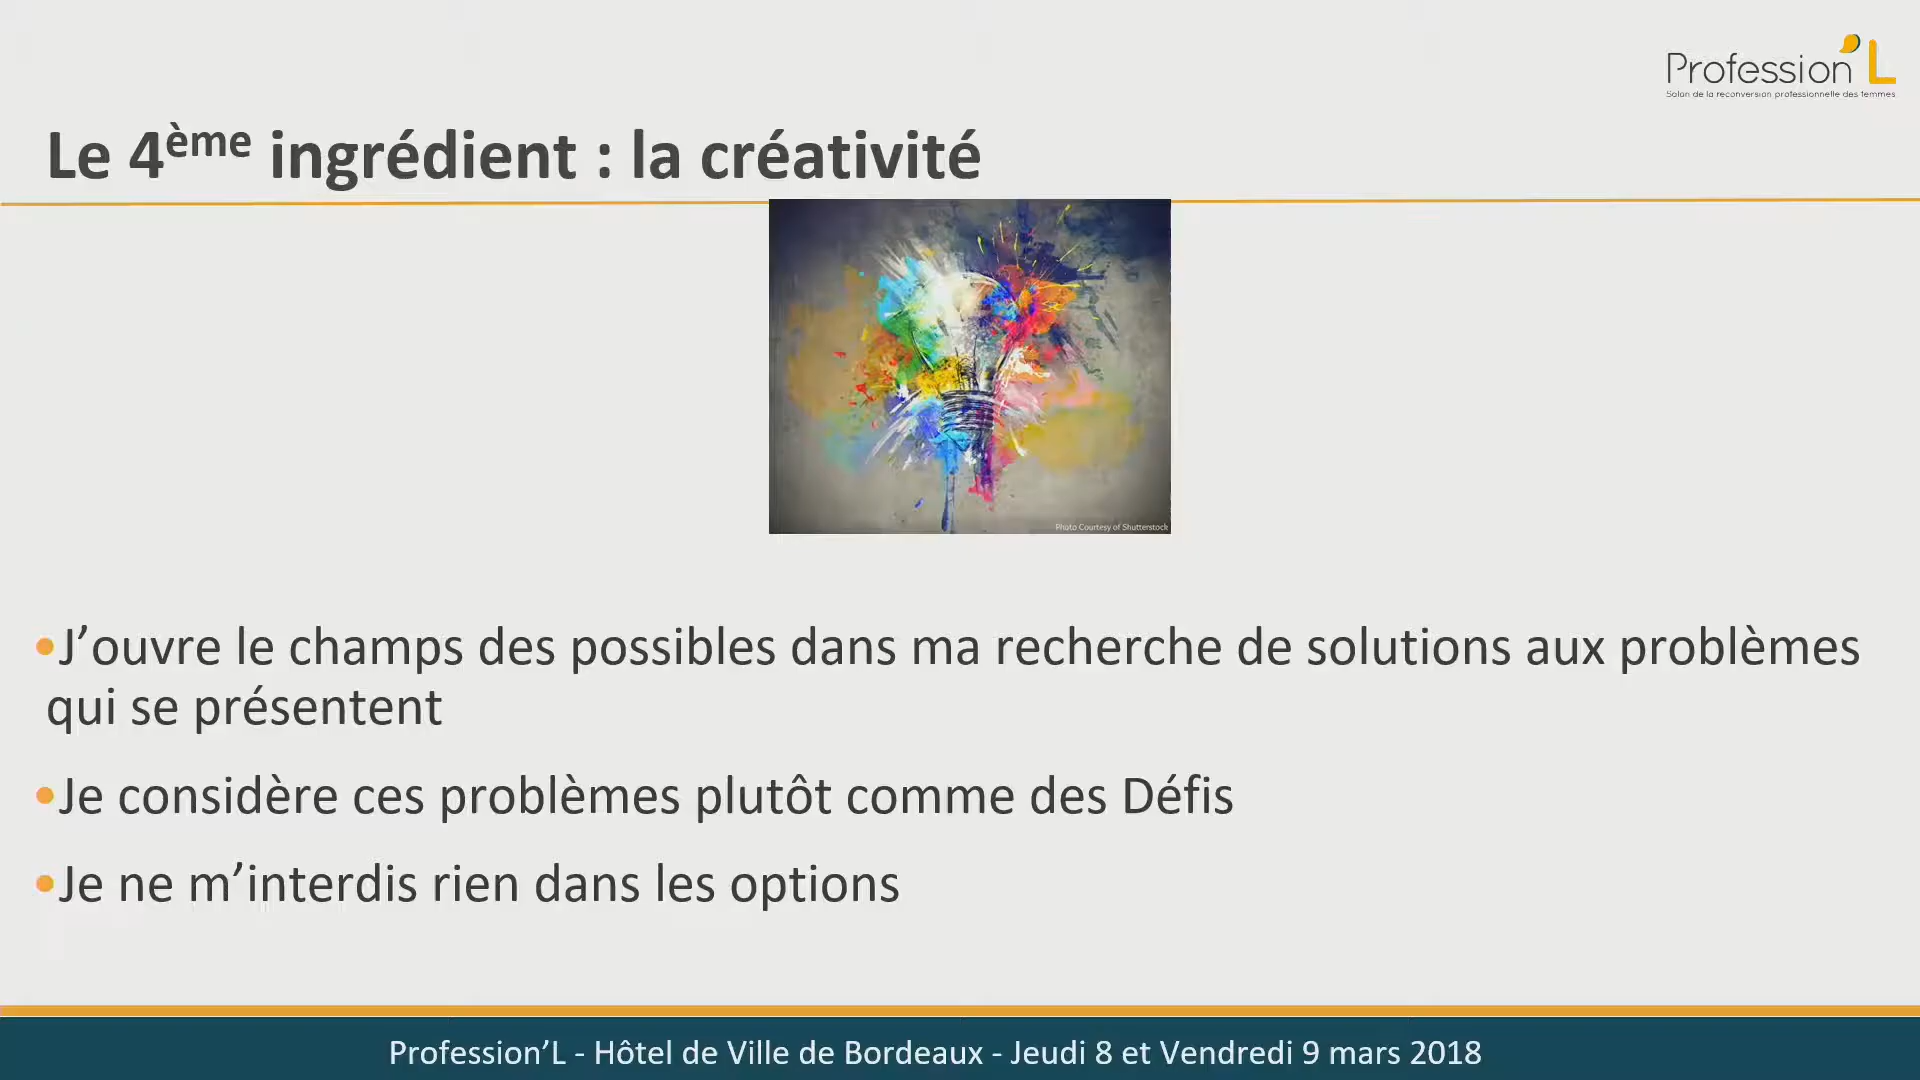 Profession'L
Salon de la reconversion professionnelle des femmes
Le 4ème ingrédient : la créativité
Photo Courtesy of Shutterstock
•J’ouvre le champs des possibles dans ma recherche de solutions aux problèmes
qui se présentent
•Je considère ces problèmes plutôt comme des Défis
•Je ne m’interdis rien dans les options
Profession’L - Hôtel de Ville de Bordeaux - Jeudi 8 et Vendredi 9 mars 2018